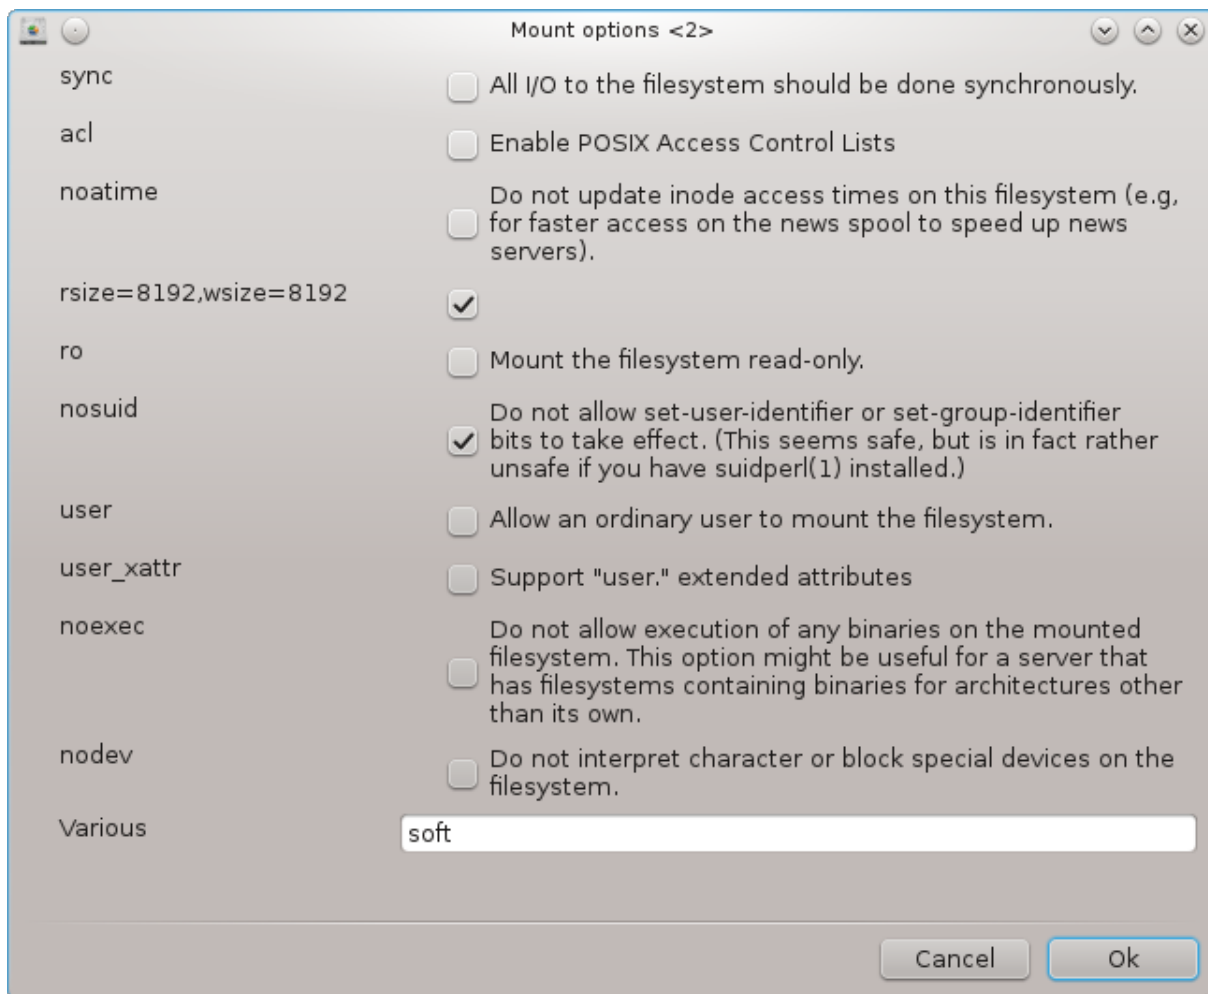 Mount options <2>
sync
All I/O to the filesystem should be done synchronously.
acl
Enable POSIX Access Control Lists
noatime
Do not update inode access times on this filesystem (e.g,
for faster access on the news spool to speed up news
servers).
rsize=8192,wsize=8192
ro
Mount the filesystem read-only.
nosuid
Do not allow set-user-identifier or set-group-identifier
bits to take effect. (This seems safe, but is in fact rather
unsafe if you have suidperl(1) installed.)
user
Allow an ordinary user to mount the filesystem.
user_xattr
Support "user." extended attributes
noexec
Do not allow execution of any binaries on the mounted
filesystem. This option might be useful for a server that
has filesystems containing binaries for architectures other
than its own.
nodev
Do not interpret character or block special devices on the
filesystem.
Various
soft
Cancel
Ok